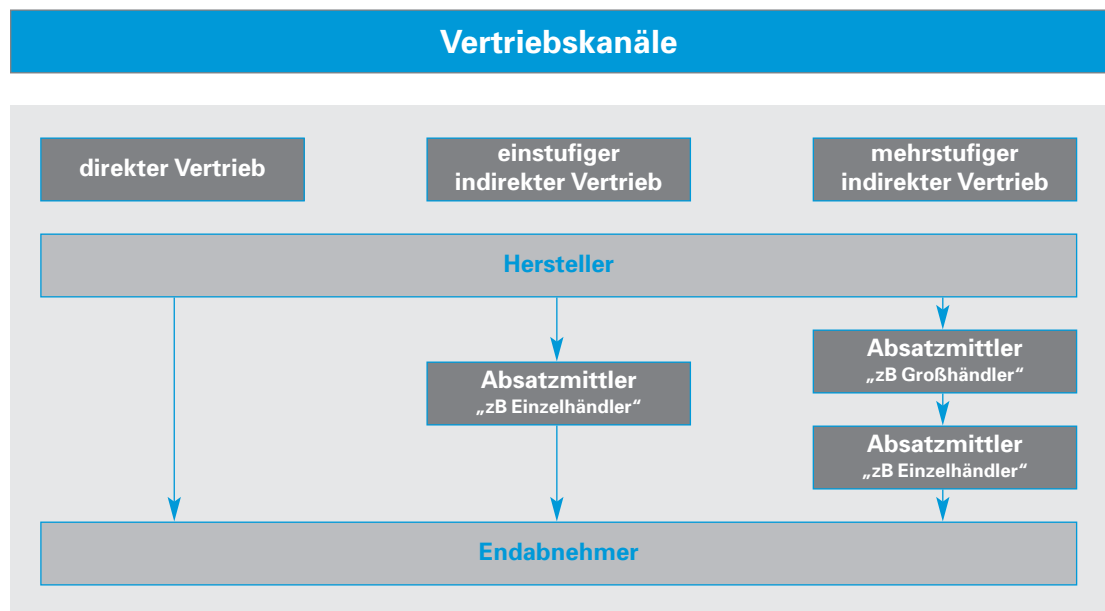 Vertriebskanäle
direkter Vertrieb
einstufiger
indirekter Vertrieb
mehrstufiger
indirekter Vertrieb
Hersteller
Absatzmittler
„zB Einzelhändler“
Absatzmittler
„zB Großhändler“
Absatzmittler
„zB Einzelhändler“
Endabnehmer